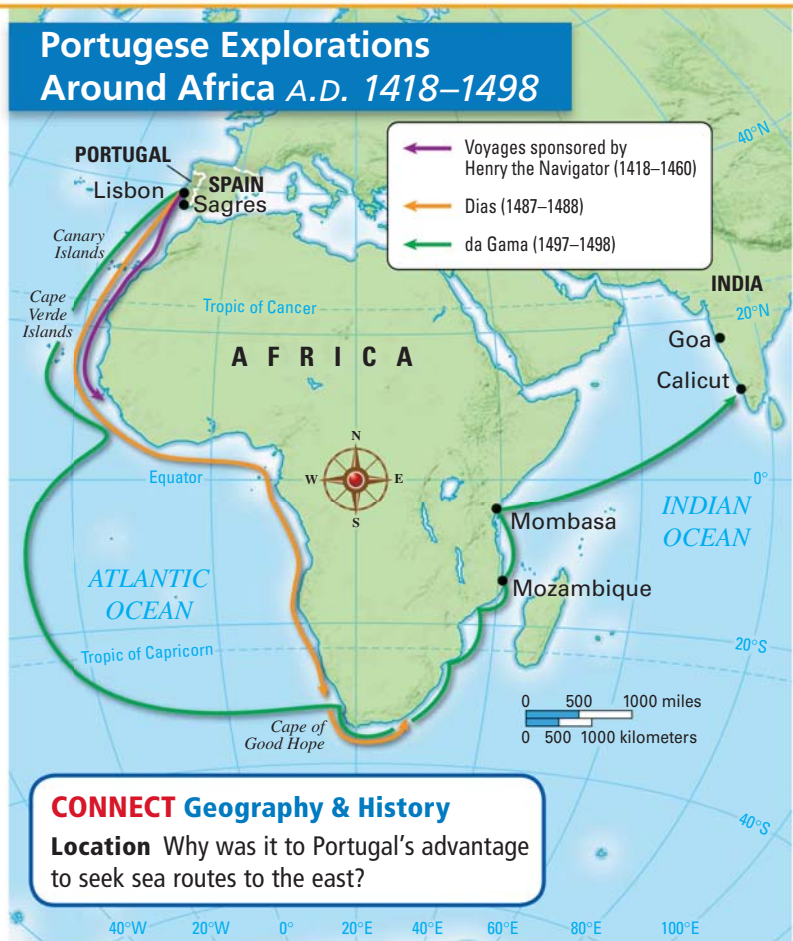 Portugese Explorations
Around Africa A.D. 1418–1498
Voyages sponsored by
Henry the Navigator (1418–1460)
Dias (1487–1488)
da Gama (1497–1498)
40°N
PORTUGAL
Lisbon
SPAIN
Sagres
Canary
Islands
Cape
Verde
Islands
Tropic of Cancer
INDIA
20°N
Goa
Calicut
AFRICA
N
W
E
S
Equator
0°
INDIAN
OCEAN
Mombasa
Mozambique
ATLANTIC
OCEAN
Tropic of Capricorn
20°S
Cape of
Good Hope
0 500 1000 miles
0 500 1000 kilometers
CONNECT Geography & History
Location Why was it to Portugal's advantage
to seek sea routes to the east?
40°S
40°W 20°W 0° 20°E 40°E 60°E 80°E 100°E